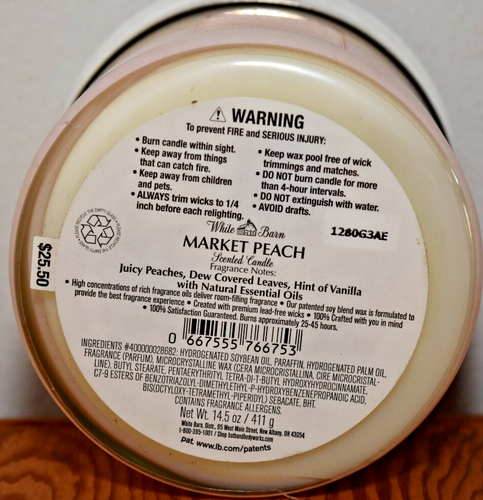 ⚠ WARNING
To prevent FIRE and SERIOUS INJURY:
• Burn candle within sight.
• Keep away from things
that can catch fire.
• Keep away from children
and pets.
• ALWAYS trim wicks to 1/4
inch before each relighting.
• Keep wax pool free of wick
trimmings and matches.
• DO NOT burn candle for more
than 4-hour intervals.
• DO NOT extinguish with water.
• AVOID drafts.
1280G3AE
$25.50
White Barn
MARKET PEACH
Scented Candle
Fragrance Notes:
Juicy Peaches, Dew Covered Leaves, Hint of Vanilla
with Natural Essential Oils
• High concentrations of rich fragrance oils deliver room-filling fragrance • Our patented soy blend wax is formulated to
provide the best fragrance experience • Created with premium lead-free wicks • 100% Crafted with you in mind
• 100% Satisfaction Guaranteed. Burns approximately 25-45 hours.
0 667555 766753
INGREDIENTS #400000028682: HYDROGENATED SOYBEAN OIL, PARAFFIN, HYDROGENATED PALM OIL,
FRAGRANCE (PARFUM), MICROCRYSTALLINE WAX (CERA MICROCRISTALLINA, CIRE MICROCRISTAL-
LINE), BUTYL STEARATE, PENTAERYTHRITYL TETRA-DI-T-BUTYL HYDROXYHYDROCINNAMATE,
C7-9 ESTERS OF BENZOTRIAZOLYL-DIMETHYLETHYL-P-HYDROXYBENZENEPROPANOIC ACID,
BIS(OCTYLOXY-TETRAMETHYL-PIPERIDYL) SEBACATE, BHT.
CONTAINS FRAGRANCE ALLERGENS.
Net Wt. 14.5 oz / 411 g
White Barn, Distr., 95 West Main Street, New Albany, OH 43054
1-800-395-1001 / Shop bathandbodyworks.com
Pat. www.lb.com/patents